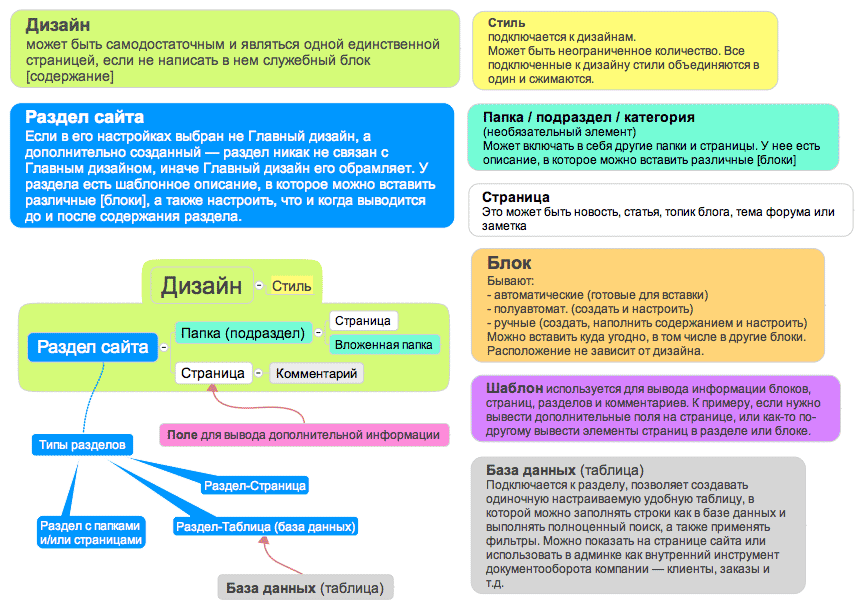 Дизайн
может быть самодостаточным и являться одной единственной
страницей, если не написать в нем служебный блок
[содержание]
Стиль
подключается к дизайнам.
Может быть неограниченное количество. Все
подключенные к дизайну стили объединяются в
один и сжимаются.
Раздел сайта
Если в его настройках выбран не Главный дизайн, а
дополнительно созданный — раздел никак не связан с
Главным дизайном, иначе Главный дизайн его обрамляет. У
раздела есть шаблонное описание, в которое можно вставить
различные [блоки], а также настроить, что и когда выводится
до и после содержания раздела.
Папка / подраздел / категория
(необязательный элемент)
Может включать в себя другие папки и страницы. У нее есть
описание, в которое можно вставить различные [блоки]
Страница
Это может быть новость, статья, топик блога, тема форума или
заметка
Блок
Бывают:
- автоматические (готовые для вставки)
- полуавтомат. (создать и настроить)
- ручные (создать, наполнить содержанием и настроить)
Можно вставить куда угодно, в том числе в другие блоки.
Расположение не зависит от дизайна.
Дизайн
Стиль
Раздел сайта
Папка (подраздел)
Страница
Вложенная папка
Страница
Комментарий
Поле для вывода дополнительной информации
Типы разделов
Раздел-Страница
Раздел с папками
и/или страницами
Раздел-Таблица (база данных)
База данных (таблица)
Шаблон используется для вывода информации блоков,
страниц, разделов и комментариев. К примеру, если нужно
вывести дополнительные поля на странице, или как-то по-
другому вывести элементы страниц в разделе или блоке.
База данных (таблица)
Подключается к разделу, позволяет создавать
одиночную настраиваемую удобную таблицу, в
которой можно заполнять строки как в базе данных и
выполнять полноценный поиск, а также применять
фильтры. Можно показать на странице сайта или
использовать в админке как внутренний инструмент
документооборота компании — клиенты, заказы и
т.д.